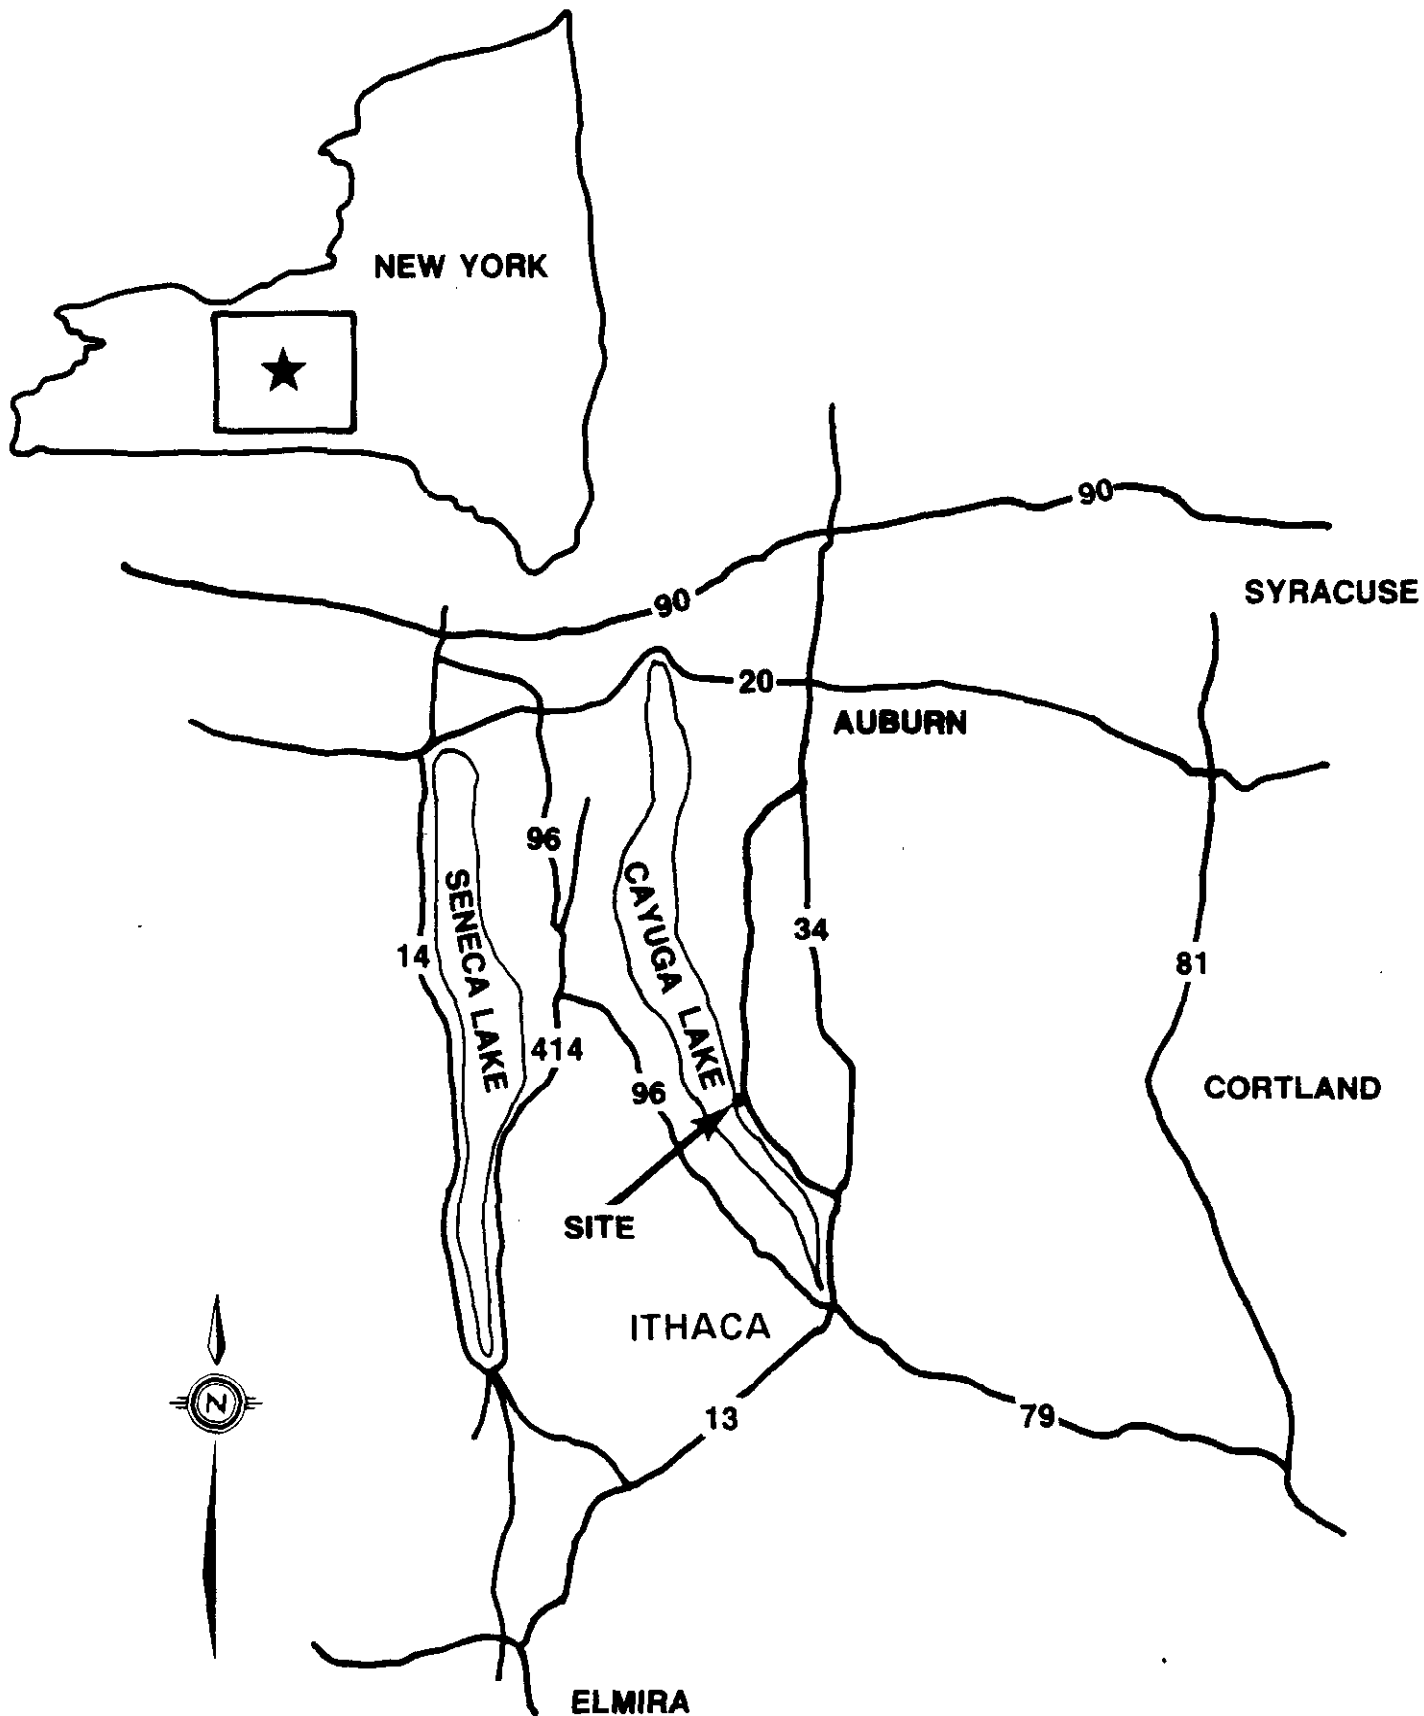 NEW YORK
90
SYRACUSE
90
20
AUBURN
96
SENECA LAKE
CAYUGA LAKE
34
14
81
414
96
CORTLAND
SITE
ITHACA
N
13
79
ELMIRA